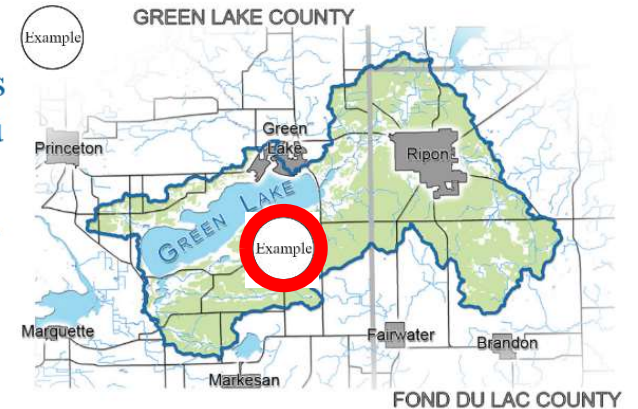 GREEN LAKE COUNTY
Example
s
Green
Lake
Princeton
Ripon
GREEN LAKE
Example
Marquette
Fairwater
Brandon
Markesan
FOND DU LAC COUNTY